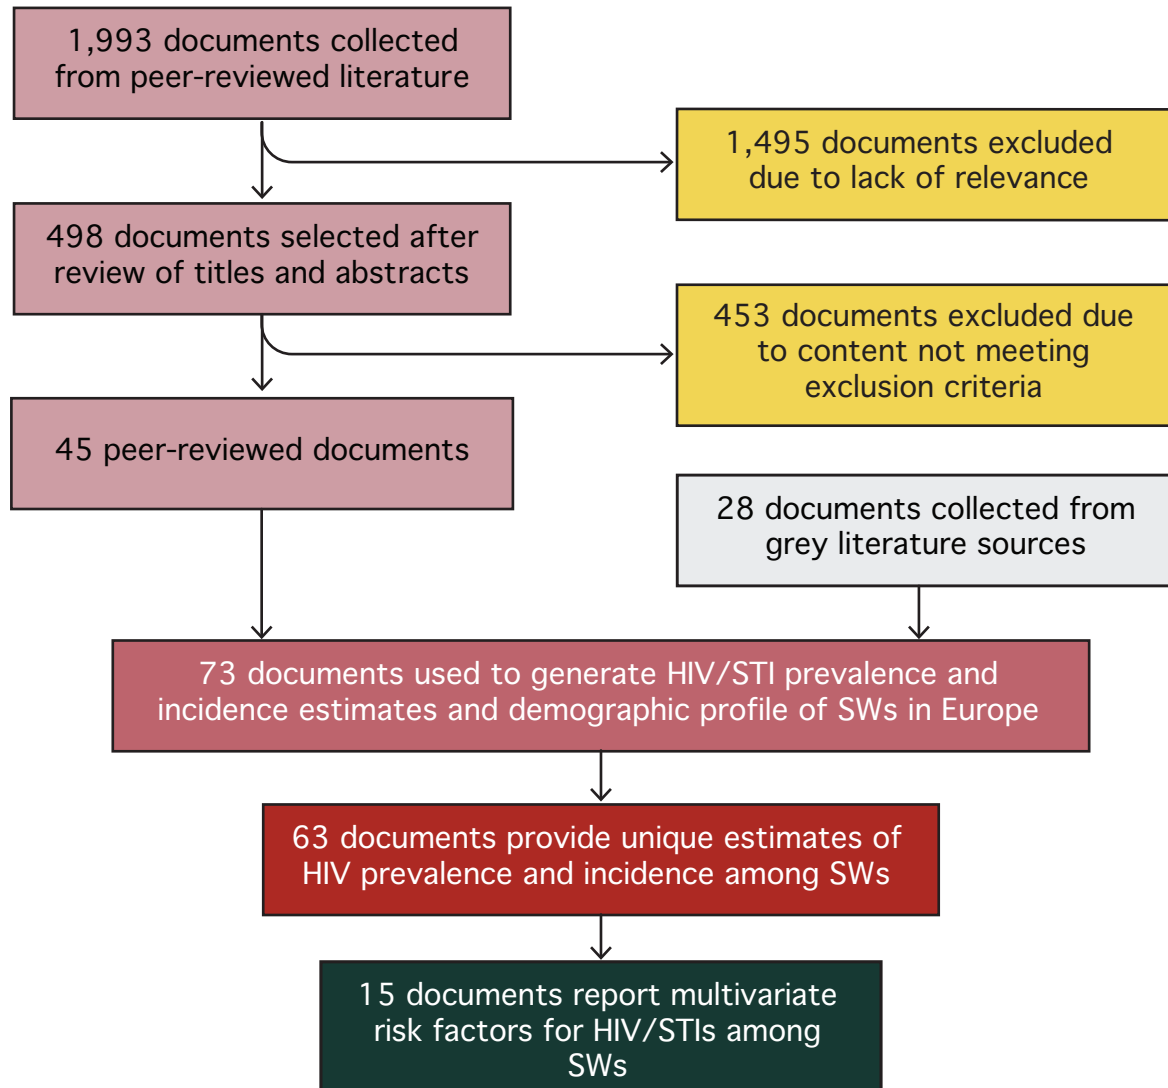 1,993 documents collected
from peer-reviewed literature
1,495 documents excluded
due to lack of relevance
498 documents selected after
review of titles and abstracts
453 documents excluded due
to content not meeting
exclusion criteria
45 peer-reviewed documents
28 documents collected from
grey literature sources
73 documents used to generate HIV/STI prevalence and
incidence estimates and demographic profile of SWs in Europe
63 documents provide unique estimates of
HIV prevalence and incidence among SWs
15 documents report multivariate
risk factors for HIV/STIs among
SWs